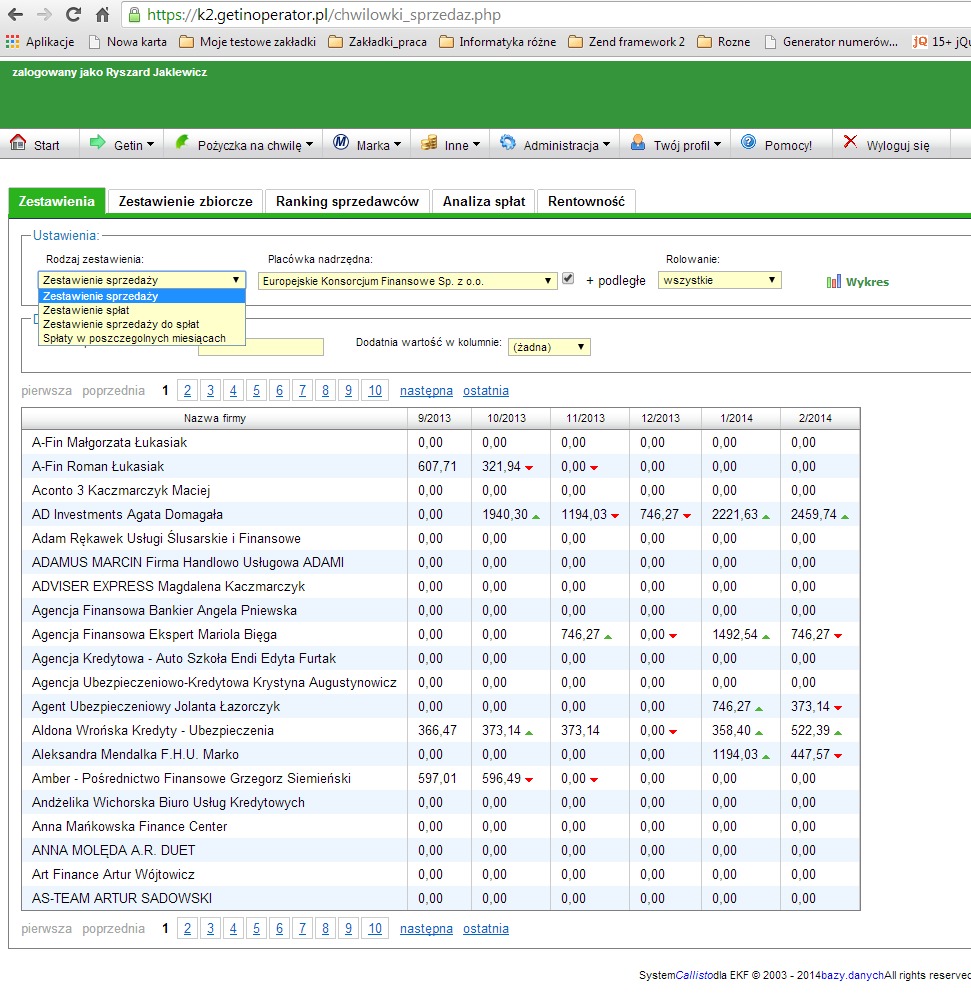 https://k2.getinoperator.pl/chwilowki_sprzedaz.php
Aplikacje Nowa karta Moje testowe zakładki Zakładki_praca Informatyka różne Zend framework 2 Rozne Generator numerów... jQ 15+ jQu
zalogowany jako Ryszard Jaklewicz
Start Getin Pożyczka na chwilę M Marka Inne Administracja Twój profil Pomocy! Wyloguj się
Zestawienia Zestawienie zbiorcze Ranking sprzedawców Analiza spłat Rentowność
Ustawienia:
Rodzaj zestawienia: Placówka nadrzędna: Rolowanie:
Zestawienie sprzedaży Europejskie Konsorcjum Finansowe Sp. z o.o. + podległe wszystkie Wykres
Zestawienie sprzedaży
Zestawienie spłat
Zestawienie sprzedaży do spłat
Spłaty w poszczegolnych miesiącach
Dodatnia wartość w kolumnie: (żadna)
pierwsza poprzednia 1 2 3 4 5 6 7 8 9 10 następna ostatnia
Nazwa firmy 9/2013 10/2013 11/2013 12/2013 1/2014 2/2014
A-Fin Małgorzata Łukasiak 0,00 0,00 0,00 0,00 0,00 0,00
A-Fin Roman Łukasiak 607,71 321,94 0,00 0,00 0,00 0,00
Aconto 3 Kaczmarczyk Maciej 0,00 0,00 0,00 0,00 0,00 0,00
AD Investments Agata Domagała 0,00 1940,30 1194,03 746,27 2221,63 2459,74
Adam Rękawek Usługi Ślusarskie i Finansowe 0,00 0,00 0,00 0,00 0,00 0,00
ADAMUS MARCIN Firma Handlowo Usługowa ADAMI 0,00 0,00 0,00 0,00 0,00 0,00
ADVISER EXPRESS Magdalena Kaczmarczyk 0,00 0,00 0,00 0,00 0,00 0,00
Agencja Finansowa Bankier Angela Pniewska 0,00 0,00 0,00 0,00 0,00 0,00
Agencja Finansowa Ekspert Mariola Bięga 0,00 0,00 746,27 0,00 1492,54 746,27
Agencja Kredytowa - Auto Szkoła Endi Edyta Furtak 0,00 0,00 0,00 0,00 0,00 0,00
Agencja Ubezpieczeniowo-Kredytowa Krystyna Augustynowicz 0,00 0,00 0,00 0,00 0,00 0,00
Agent Ubezpieczeniowy Jolanta Łazorczyk 0,00 0,00 0,00 0,00 746,27 373,14
Aldona Wrońska Kredyty - Ubezpieczenia 366,47 373,14 373,14 0,00 358,40 522,39
Aleksandra Mendalka F.H.U. Marko 0,00 0,00 0,00 0,00 1194,03 447,57
Amber - Pośrednictwo Finansowe Grzegorz Siemieński 597,01 596,49 0,00 0,00 0,00 0,00
Andżelika Wichorska Biuro Usług Kredytowych 0,00 0,00 0,00 0,00 0,00 0,00
Anna Mańkowska Finance Center 0,00 0,00 0,00 0,00 0,00 0,00
ANNA MOLĘDA A.R. DUET 0,00 0,00 0,00 0,00 0,00 0,00
Art Finance Artur Wójtowicz 0,00 0,00 0,00 0,00 0,00 0,00
AS-TEAM ARTUR SADOWSKI 0,00 0,00 0,00 0,00 0,00 0,00
pierwsza poprzednia 1 2 3 4 5 6 7 8 9 10 następna ostatnia
SystemCallistodla EKF © 2003 - 2014bazy.danychAll rights reserved